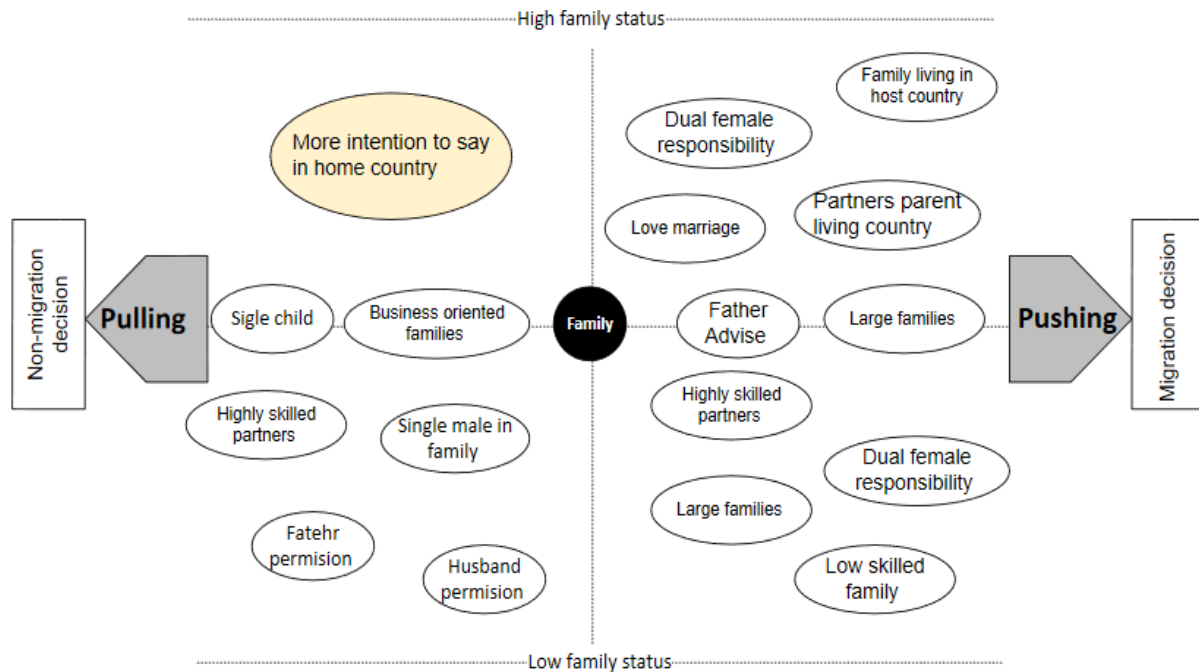 High family status
Family living in
host country
Dual female
responsibility
More intention to say
in home country
Partners parent
living country
Love marriage
Non-migration
decision
Pulling
Sigle child
Business oriented
families
Family
Father
Advise
Large families
Pushing
Migration decision
Highly skilled
partners
Single male in
family
Highly skilled
partners
Dual female
responsibility
Large families
Fatehr
permision
Husband
permision
Low skilled
family
Low family status